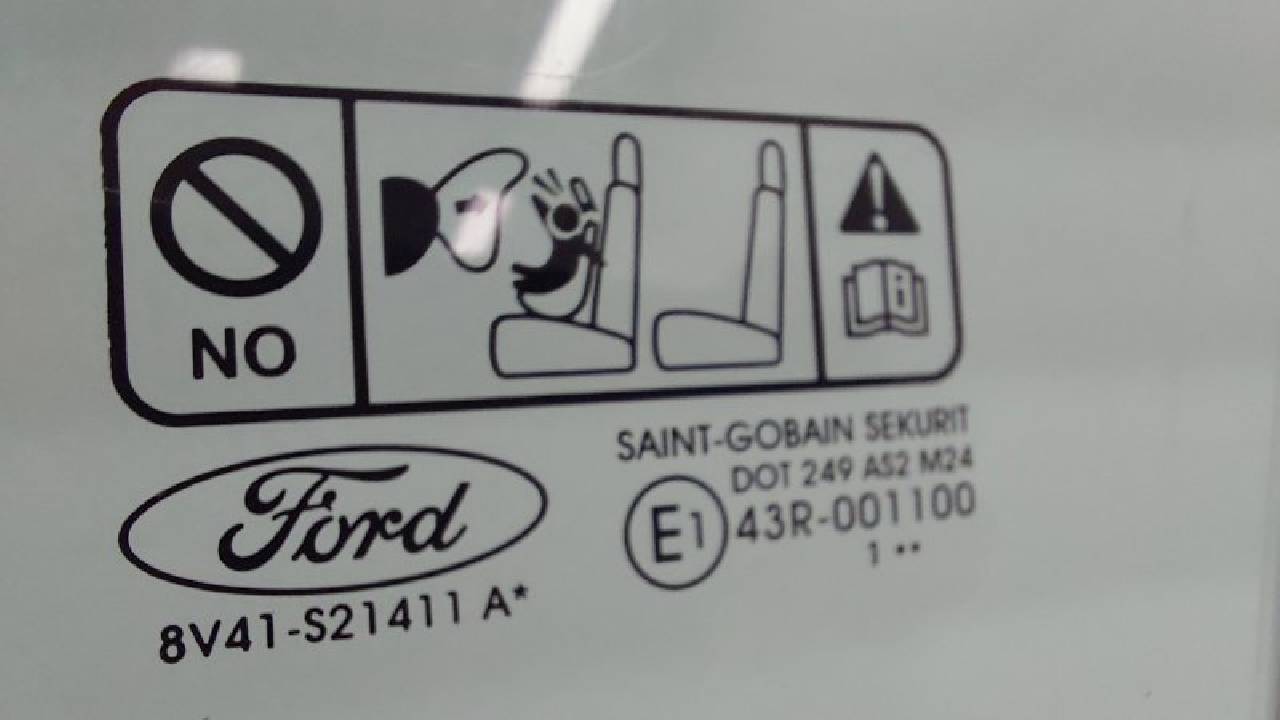 NO
i
Ford
8V41-S21411 A*
SAINT-GOBAIN SEKURIT
DOT 249 AS2 M24
E1 43R-001100
1 ••